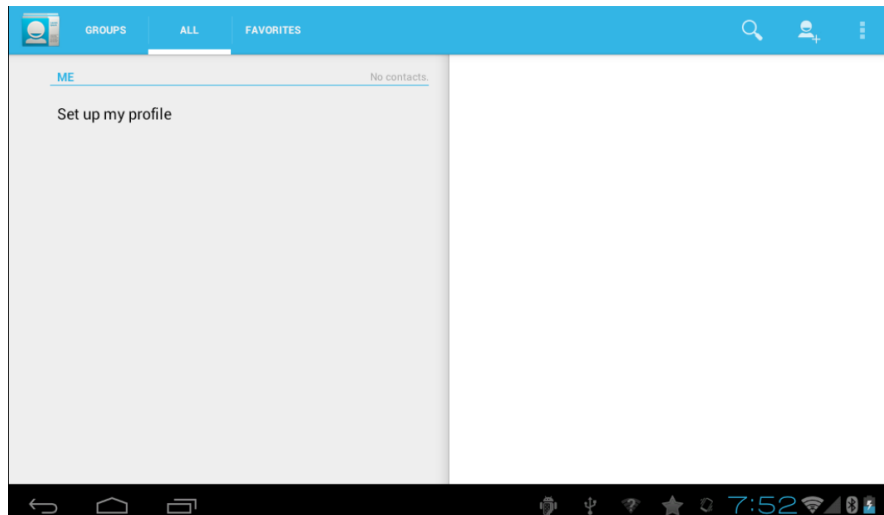 GROUPS ALL FAVORITES
ME No contacts.
Set up my profile
7:52